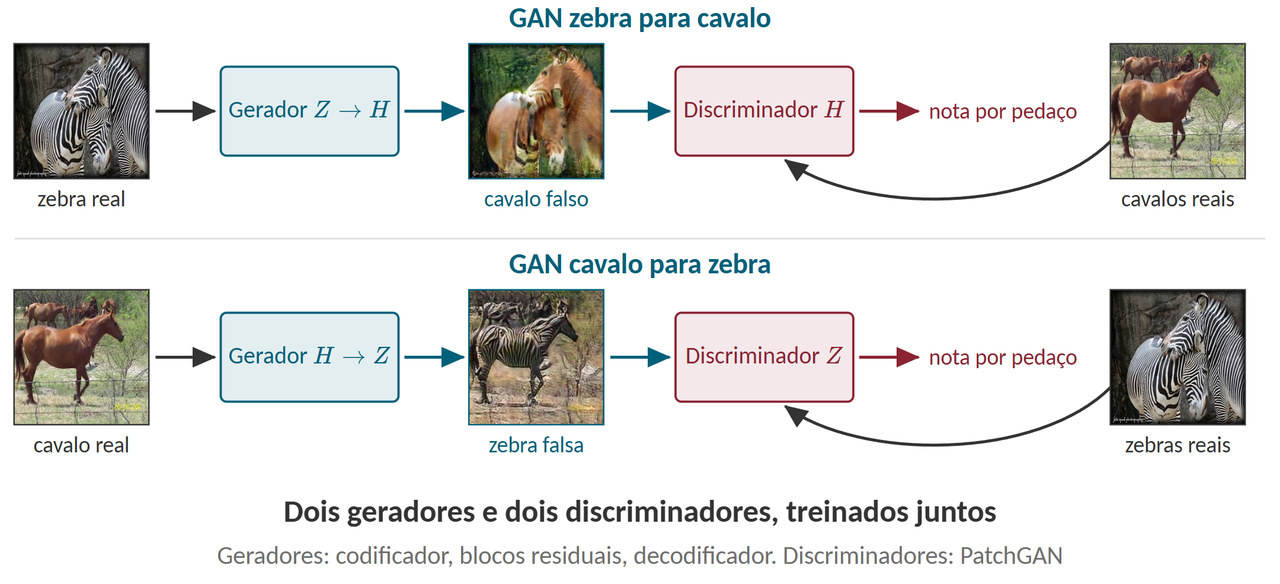 GAN zebra para cavalo
Gerador Z → H
Discriminador H
nota por pedaço
zebra real
cavalo falso
cavalos reais
GAN cavalo para zebra
Gerador H → Z
Discriminador Z
nota por pedaço
cavalo real
zebra falsa
zebras reais
Dois geradores e dois discriminadores, treinados juntos
Geradores: codificador, blocos residuais, decodificador. Discriminadores: PatchGAN